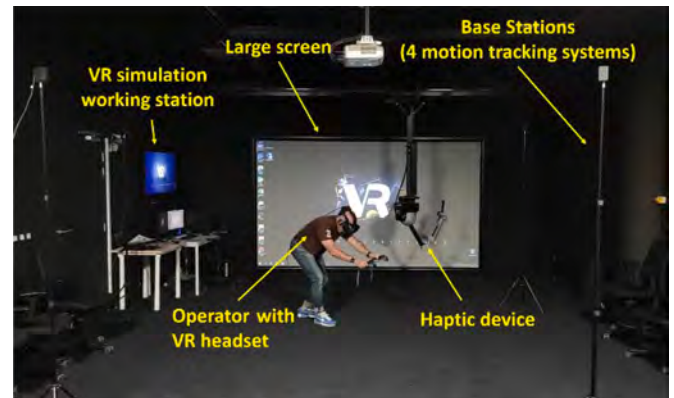 Base Stations
(4 motion tracking systems)
Large screen
VR simulation
working station
VR
Operator with
VR headset
Haptic device